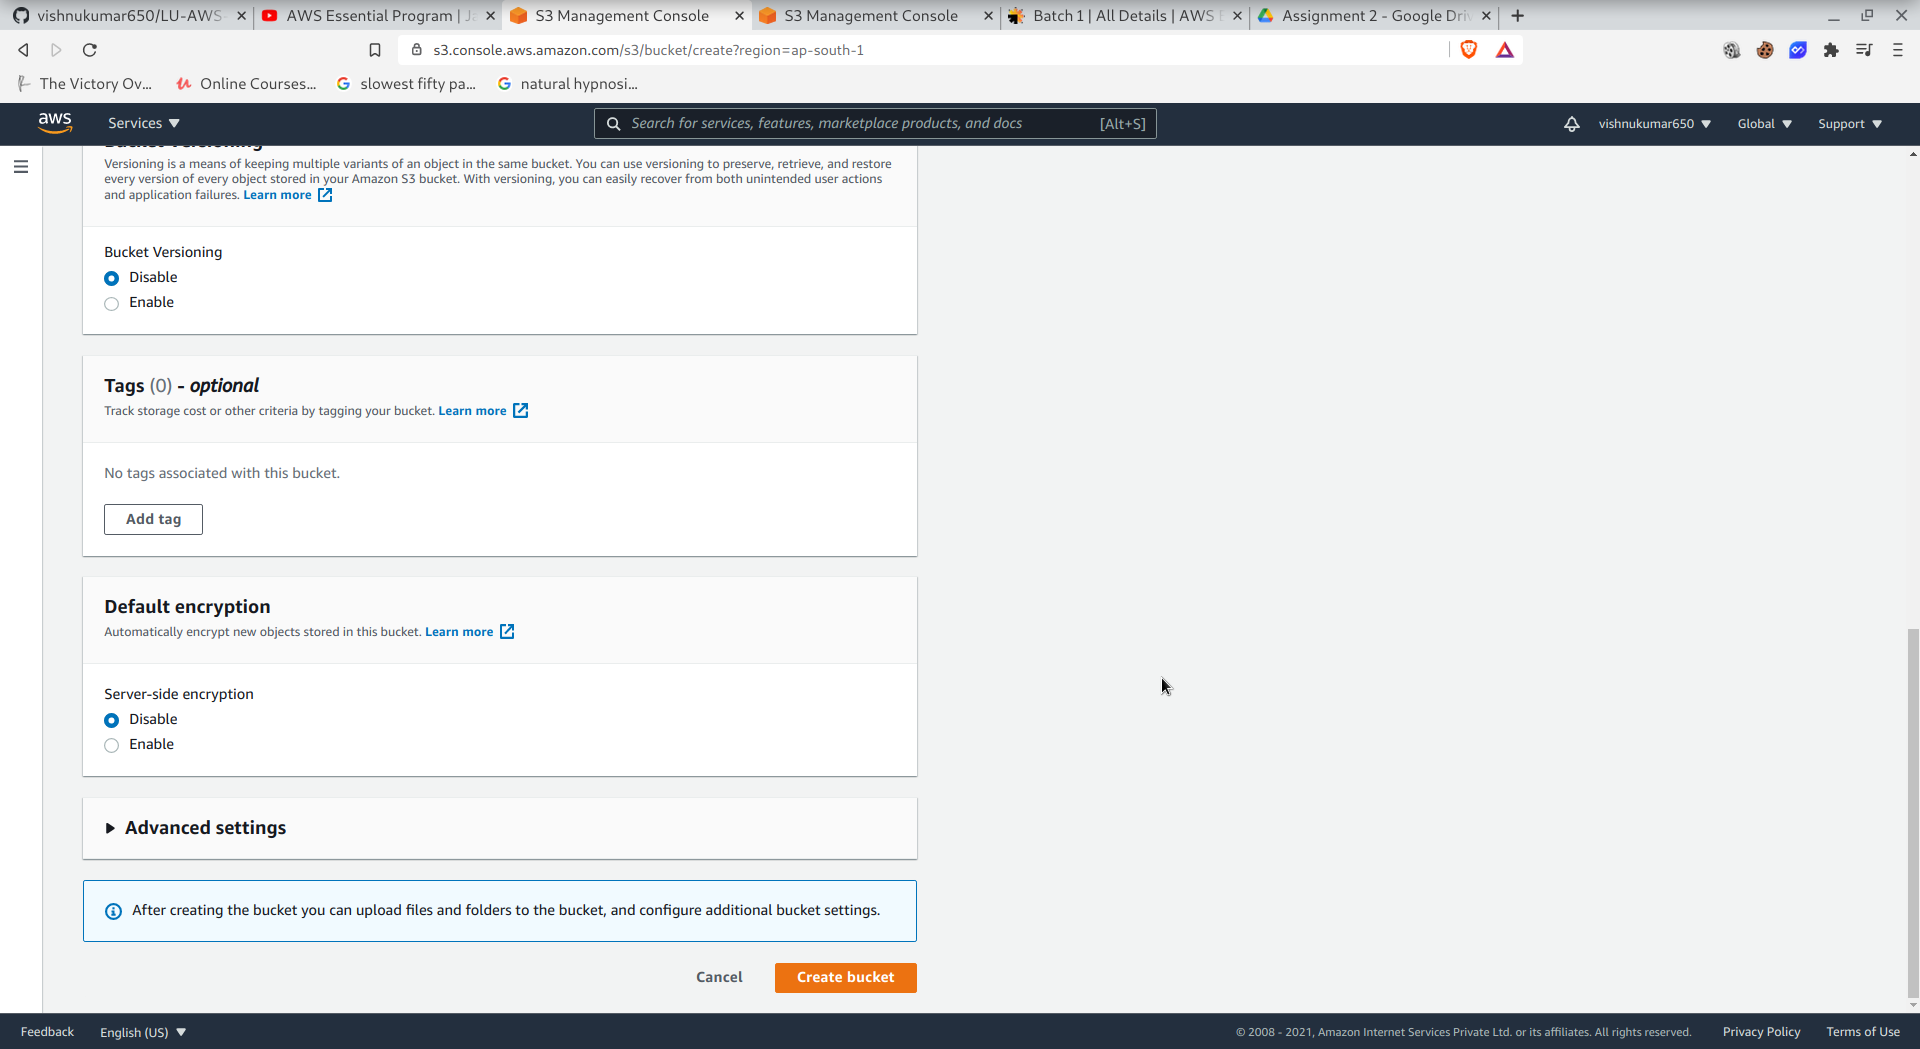 vishnukumar650/LU-AWS-
AWS Essential Program | Ja
S3 Management Console
S3 Management Console
Batch 1 | All Details | AWS E
Assignment 2 - Google Driv
s3.console.aws.amazon.com/s3/bucket/create?region=ap-south-1
The Victory Ov...
Online Courses...
slowest fifty pa...
natural hypnosi...
aws
Services
Search for services, features, marketplace products, and docs
[Alt+S]
vishnukumar650
Global
Support
Bucket Versioning
Versioning is a means of keeping multiple variants of an object in the same bucket. You can use versioning to preserve, retrieve, and restore
every version of every object stored in your Amazon S3 bucket. With versioning, you can easily recover from both unintended user actions
and application failures. Learn more
Bucket Versioning
Disable
Enable
Tags (0) - optional
Track storage cost or other criteria by tagging your bucket. Learn more
No tags associated with this bucket.
Add tag
Default encryption
Automatically encrypt new objects stored in this bucket. Learn more
Server-side encryption
Disable
Enable
Advanced settings
After creating the bucket you can upload files and folders to the bucket, and configure additional bucket settings.
Cancel
Create bucket
Feedback
English (US)
© 2008 - 2021, Amazon Internet Services Private Ltd. or its affiliates. All rights reserved.
Privacy Policy
Terms of Use